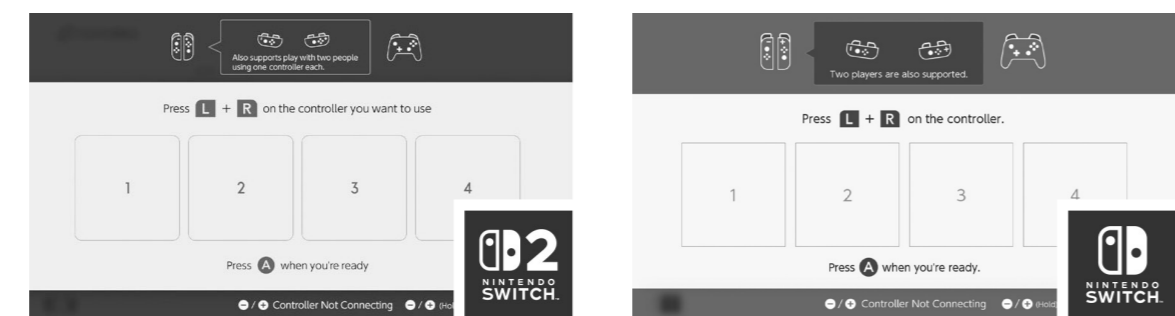 Also supports play with two people
using one controller each.
Press L + R on the controller you want to use
1 2 3 4
Press A when you're ready
Controller Not Connecting
2
NINTENDO
SWITCH
Two players are also supported.
Press L + R on the controller.
1 2 3 4
Press A when you're ready.
Controller Not Connecting (Hold
NINTENDO
SWITCH